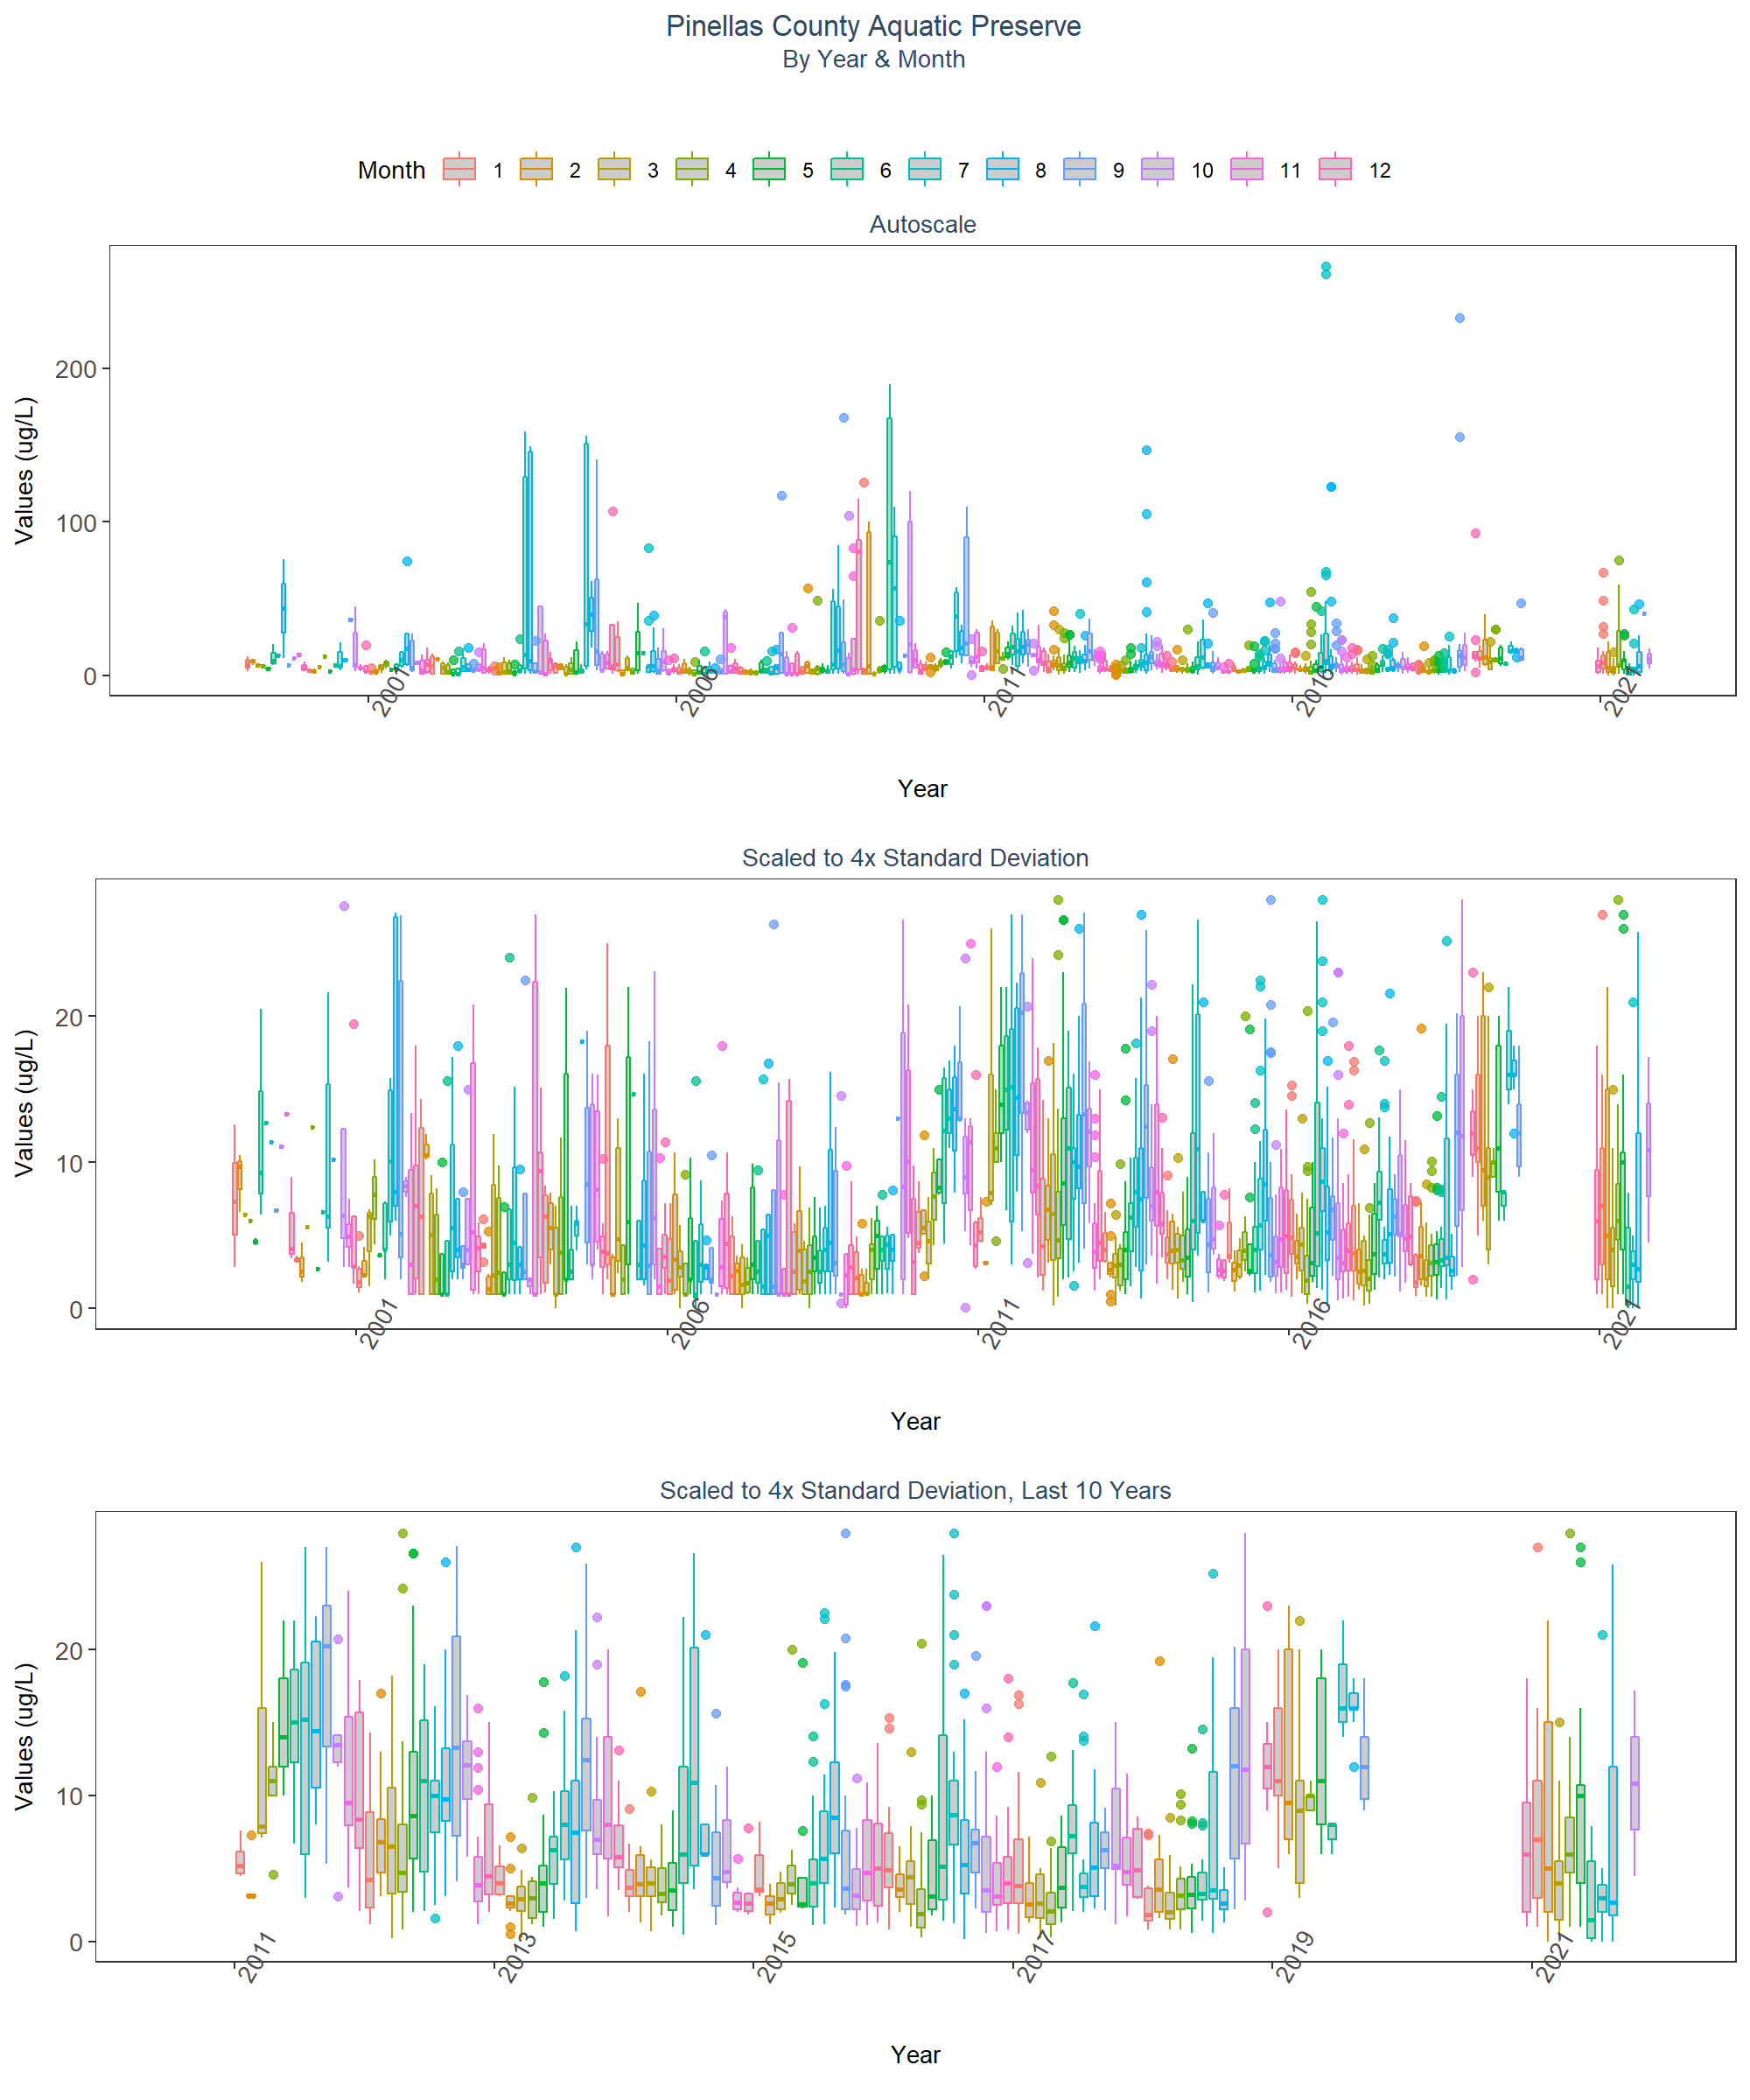 Pinellas County Aquatic Preserve
By Year & Month
Month 1 2 3 4 5 6 7 8 9 10 11 12
Autoscale
Values (ug/L)
200
100
0
2001 2006 2011 2016 2021
Year
Scaled to 4x Standard Deviation
Values (ug/L)
20
10
0
2001 2006 2011 2016 2021
Year
Scaled to 4x Standard Deviation, Last 10 Years
Values (ug/L)
20
10
0
2011 2013 2015 2017 2019 2021
Year